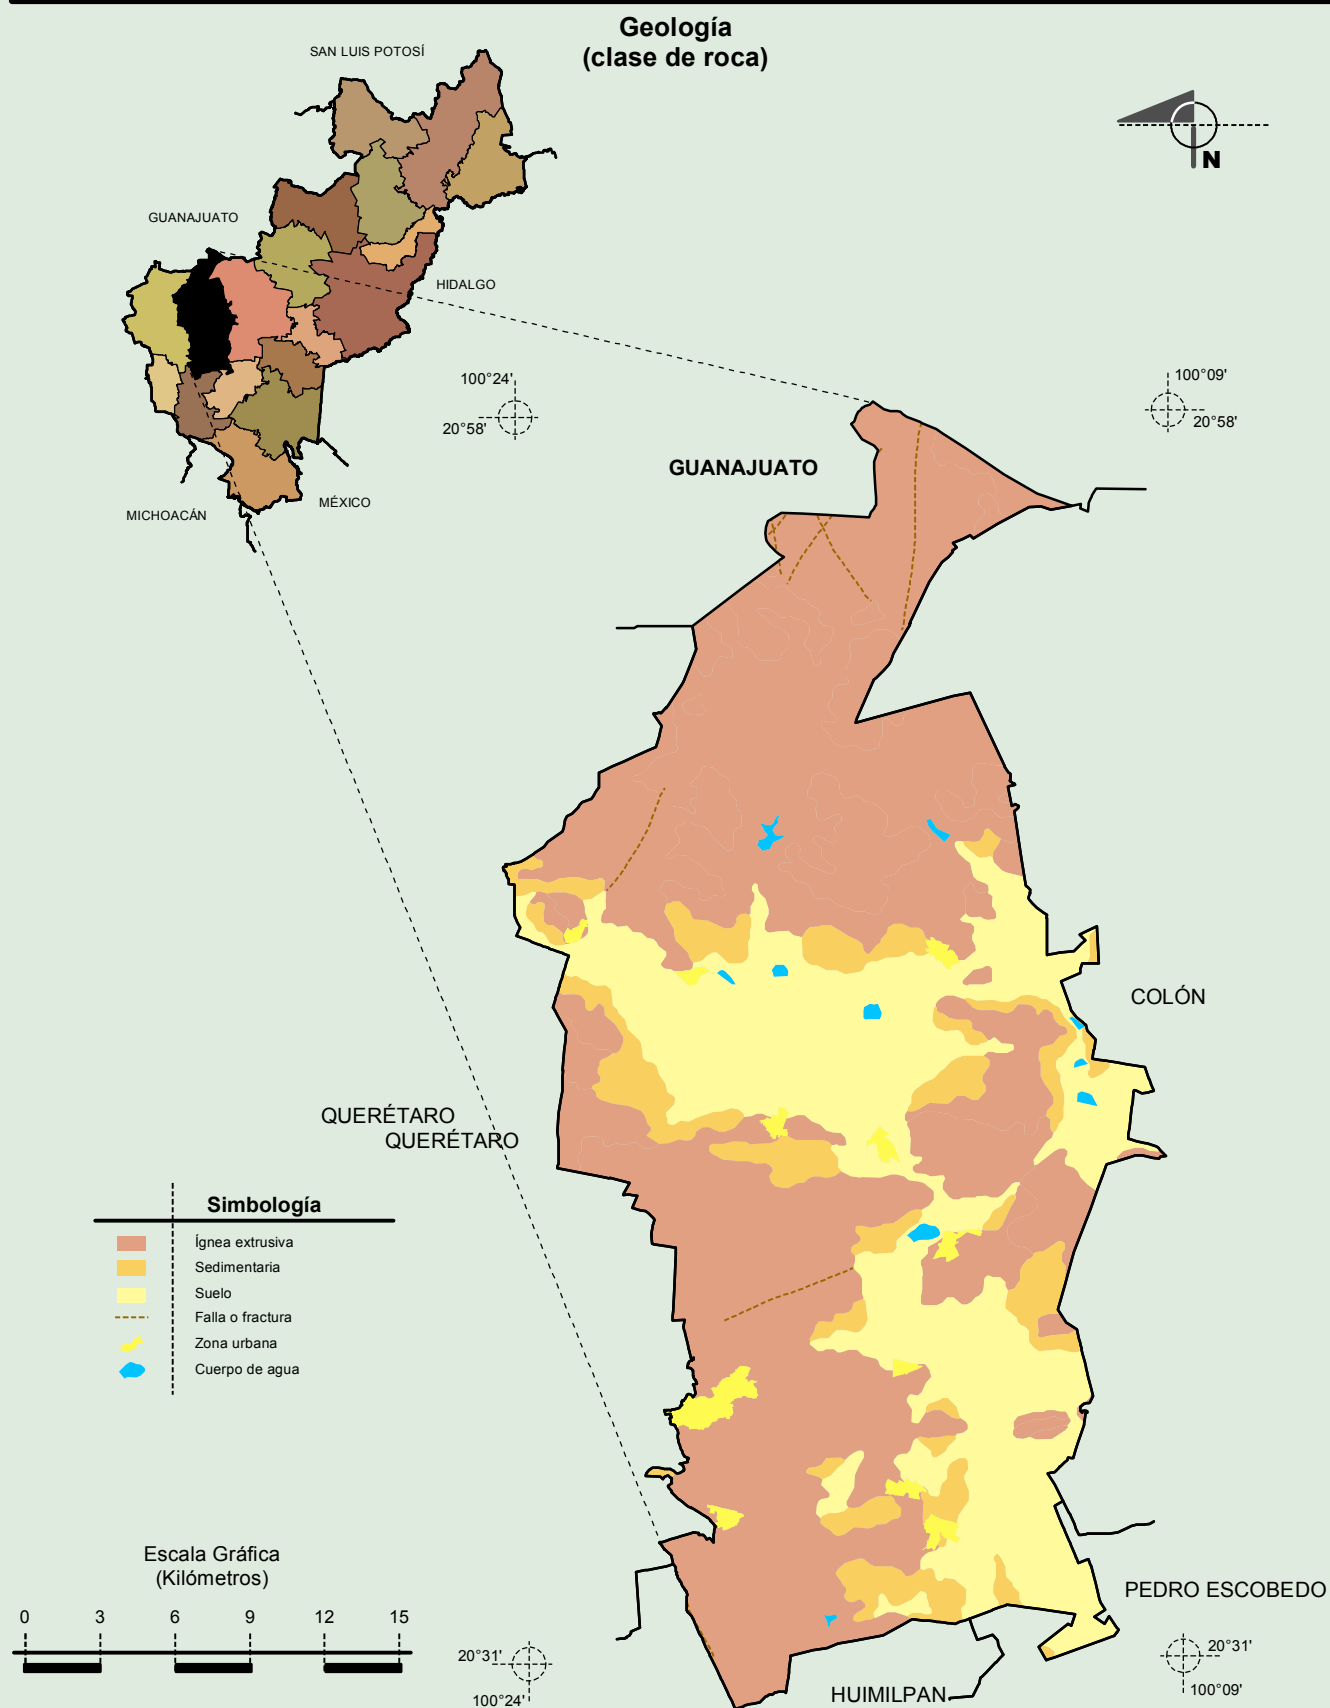 Geología
(clase de roca)
SAN LUIS POTOSÍ
N
GUANAJUATO
HIDALGO
MICHOACÁN
MÉXICO
100°24'
20°58'
100°09'
20°58'
GUANAJUATO
COLÓN
QUERÉTARO
QUERÉTARO
Simbología
Ígnea extrusiva
Sedimentaria
Suelo
Falla o fractura
Zona urbana
Cuerpo de agua
Escala Gráfica
(Kilómetros)
0 3 6 9 12 15
PEDRO ESCOBEDO
20°31'
100°24'
20°31'
100°09'
HUIMILPAN